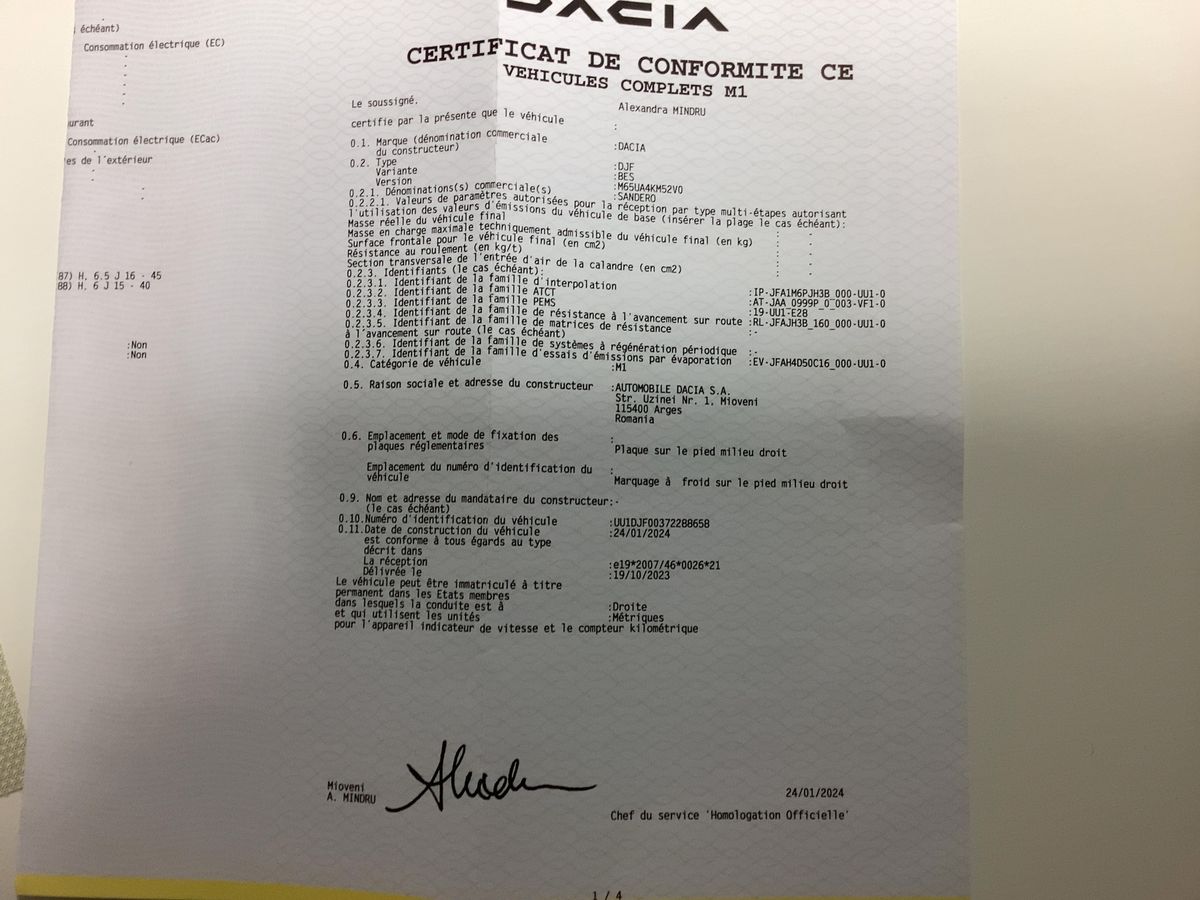 échéant)
Consommation électrique (EC)
urant
Consommation électrique (ECac)
es de l'extérieur
87) H, 6.5 J 16 - 45
88) H, 6 J 15 - 40
:Non
:Non
DACIA
CERTIFICAT DE CONFORMITE CE
VEHICULES COMPLETS M1
Le soussigné. Alexandra MINDRU
certifie par la présente que le véhicule :
0.1. Marque (dénomination commerciale
du constructeur) :DACIA
0.2. Type :DJF
Variante :BES
Version :M65UA4KM52V0
0.2.1. Dénominations(s) commerciale(s) :SANDERO
0.2.2.1. Valeurs de paramètres autorisées pour la réception par type multi-étapes autorisant
l'utilisation des valeurs d'émissions du véhicule de base (insérer la plage le cas échéant):
Masse réelle du véhicule final : -
Masse en charge maximale techniquement admissible du véhicule final (en kg) : -
Surface frontale pour le véhicule final (en cm2) : -
Résistance au roulement (en kg/t) : -
Section transversale de l'entrée d'air de la calandre (en cm2) : -
0.2.3. Identifiants (le cas échéant):
0.2.3.1. Identifiant de la famille d'interpolation :IP-JFA1M6PJH3B_000-UU1-0
0.2.3.2. Identifiant de la famille ATCT :AT-JAA_0999P_0_003-VF1-0
0.2.3.3. Identifiant de la famille PEMS :19-UU1-E28
0.2.3.4. Identifiant de la famille de résistance à l'avancement sur route :RL-JFAJH3B_160_000-UU1-0
0.2.3.5. Identifiant de la famille de matrices de résistance :-
à l'avancement sur route (le cas échéant)
0.2.3.6. Identifiant de la famille de systèmes à régénération périodique :-
0.2.3.7. Identifiant de la famille d'essais d'émissions par évaporation :EV-JFAH4D50C16_000-UU1-0
0.4. Catégorie de véhicule :M1
0.5. Raison sociale et adresse du constructeur :AUTOMOBILE DACIA S.A.
Str. Uzinei Nr. 1, Mioveni
115400 Arges
Romania
0.6. Emplacement et mode de fixation des :
plaques réglementaires Plaque sur le pied milieu droit
Emplacement du numéro d'identification du :
véhicule Marquage à froid sur le pied milieu droit
0.9. Nom et adresse du mandataire du constructeur:-
(le cas échéant)
0.10.Numéro d'identification du véhicule :UU1DJF00372288658
0.11.Date de construction du véhicule :24/01/2024
est conforme à tous égards au type
décrit dans
La réception :e19*2007/46*0026*21
Délivrée le :19/10/2023
Le véhicule peut être immatriculé à titre
permanent dans les Etats membres
dans lesquels la conduite est à :Droite
et qui utilisent les unités :Métriques
pour l'appareil indicateur de vitesse et le compteur kilométrique
Mioveni
A. MINDRU
24/01/2024
Chef du service 'Homologation Officielle'
1 / 4